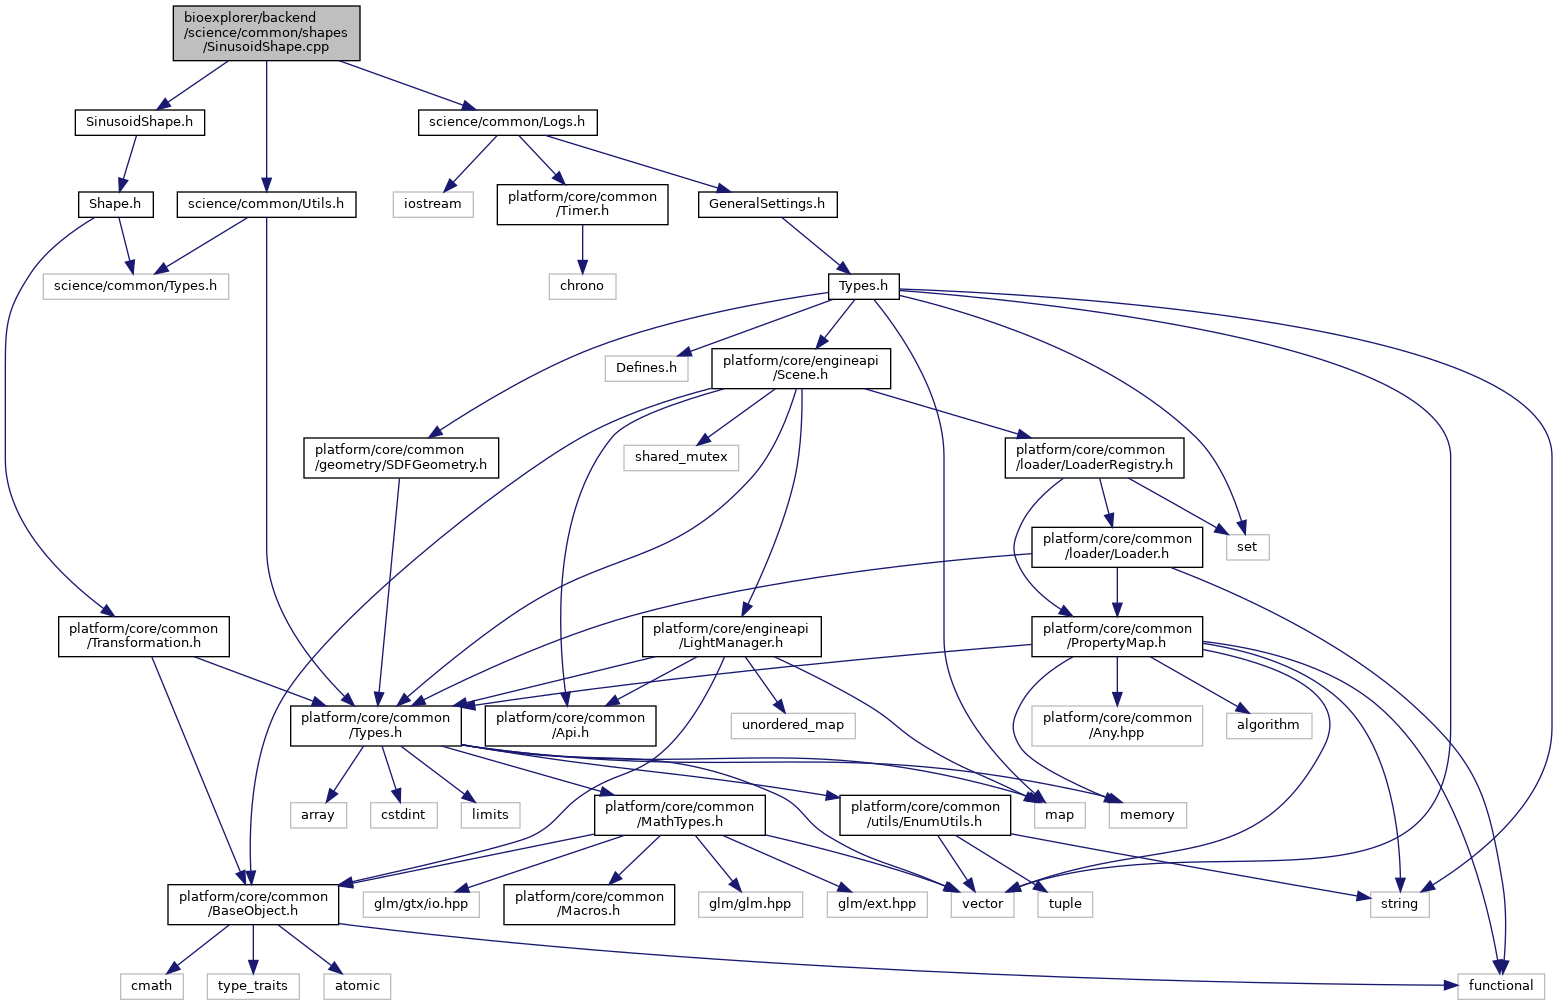 bioexplorer/backend
/science/common/shapes
/SinusoidShape.cpp
SinusoidShape.h
science/common/Logs.h
Shape.h
science/common/Utils.h
iostream
platform/core/common
/Timer.h
GeneralSettings.h
science/common/Types.h
chrono
Types.h
Defines.h
platform/core/engineapi
/Scene.h
platform/core/common
/geometry/SDFGeometry.h
shared_mutex
platform/core/common
/loader/LoaderRegistry.h
platform/core/common
/loader/Loader.h
set
platform/core/common
/Transformation.h
platform/core/engineapi
/LightManager.h
platform/core/common
/PropertyMap.h
platform/core/common
/Types.h
platform/core/common
/Api.h
unordered_map
platform/core/common
/Any.hpp
algorithm
array
cstdint
limits
platform/core/common
/MathTypes.h
platform/core/common
/utils/EnumUtils.h
map
memory
platform/core/common
/BaseObject.h
glm/gtx/io.hpp
platform/core/common
/Macros.h
glm/glm.hpp
glm/ext.hpp
vector
tuple
string
cmath
type_traits
atomic
functional